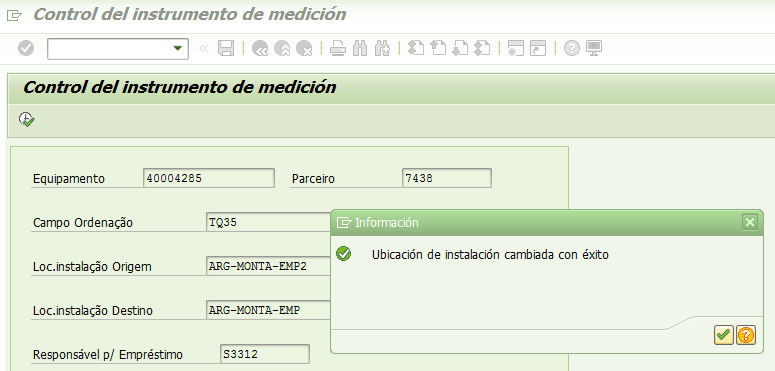 Control del instrumento de medición
Control del instrumento de medición
Equipamento 40004285 Parceiro 7438
Campo Ordenação TQ35
Información
Ubicación de instalación cambiada con éxito
Loc.instalação Origem ARG-MONTA-EMP2
Loc.instalação Destino ARG-MONTA-EMP
Responsável p/ Empréstimo S3312